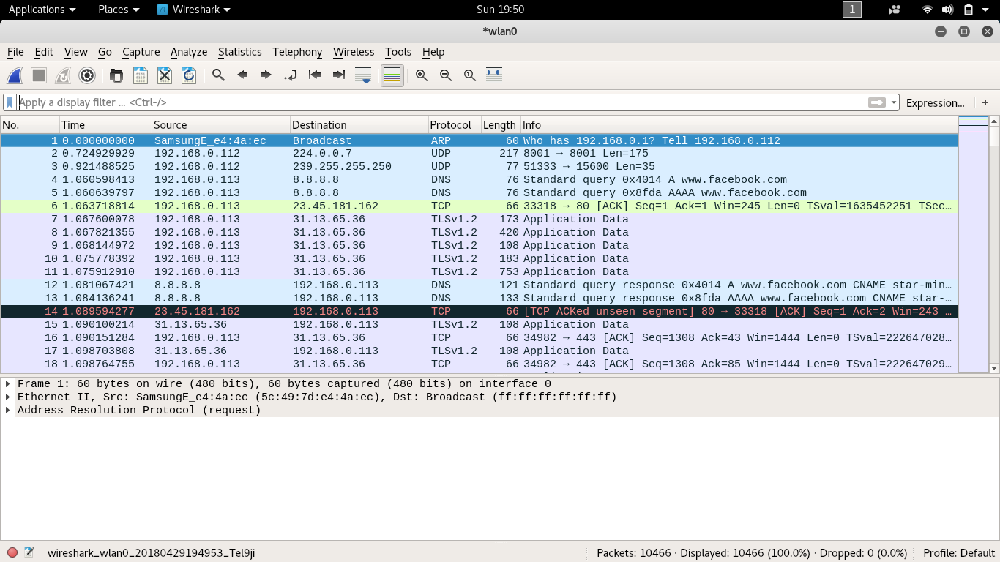 Applications Places Wireshark Sun 19:50 1
*wlan0
File Edit View Go Capture Analyze Statistics Telephony Wireless Tools Help
Apply a display filter ... <Ctrl-/> Expression... +
No. Time Source Destination Protocol Length Info
1 0.000000000 SamsungE_e4:4a:ec Broadcast ARP 60 Who has 192.168.0.1? Tell 192.168.0.112
2 0.724929929 192.168.0.112 224.0.0.7 UDP 217 8001 → 8001 Len=175
3 0.921488525 192.168.0.112 239.255.255.250 UDP 77 51333 → 15600 Len=35
4 1.060598413 192.168.0.113 8.8.8.8 DNS 76 Standard query 0x4014 A www.facebook.com
5 1.060639797 192.168.0.113 8.8.8.8 DNS 76 Standard query 0x8fda AAAA www.facebook.com
6 1.063718814 192.168.0.113 23.45.181.162 TCP 66 33318 → 80 [ACK] Seq=1 Ack=1 Win=245 Len=0 TSval=1635452251 TSec…
7 1.067600078 192.168.0.113 31.13.65.36 TLSv1.2 173 Application Data
8 1.067821355 192.168.0.113 31.13.65.36 TLSv1.2 420 Application Data
9 1.068144972 192.168.0.113 31.13.65.36 TLSv1.2 108 Application Data
10 1.075778392 192.168.0.113 31.13.65.36 TLSv1.2 183 Application Data
11 1.075912910 192.168.0.113 31.13.65.36 TLSv1.2 753 Application Data
12 1.081067421 8.8.8.8 192.168.0.113 DNS 121 Standard query response 0x4014 A www.facebook.com CNAME star-min…
13 1.084136241 8.8.8.8 192.168.0.113 DNS 133 Standard query response 0x8fda AAAA www.facebook.com CNAME star-…
14 1.089594277 23.45.181.162 192.168.0.113 TCP 66 [TCP ACKed unseen segment] 80 → 33318 [ACK] Seq=1 Ack=2 Win=243 …
15 1.090100214 31.13.65.36 192.168.0.113 TLSv1.2 108 Application Data
16 1.090151284 192.168.0.113 31.13.65.36 TCP 66 34982 → 443 [ACK] Seq=1308 Ack=43 Win=1444 Len=0 TSval=222647028…
17 1.098703808 31.13.65.36 192.168.0.113 TLSv1.2 108 Application Data
18 1.098764755 192.168.0.113 31.13.65.36 TCP 66 34982 → 443 [ACK] Seq=1308 Ack=85 Win=1444 Len=0 TSval=222647029…
Frame 1: 60 bytes on wire (480 bits), 60 bytes captured (480 bits) on interface 0
Ethernet II, Src: SamsungE_e4:4a:ec (5c:49:7d:e4:4a:ec), Dst: Broadcast (ff:ff:ff:ff:ff:ff)
Address Resolution Protocol (request)
wireshark_wlan0_20180429194953_Tel9ji Packets: 10466 · Displayed: 10466 (100.0%) · Dropped: 0 (0.0%) Profile: Default